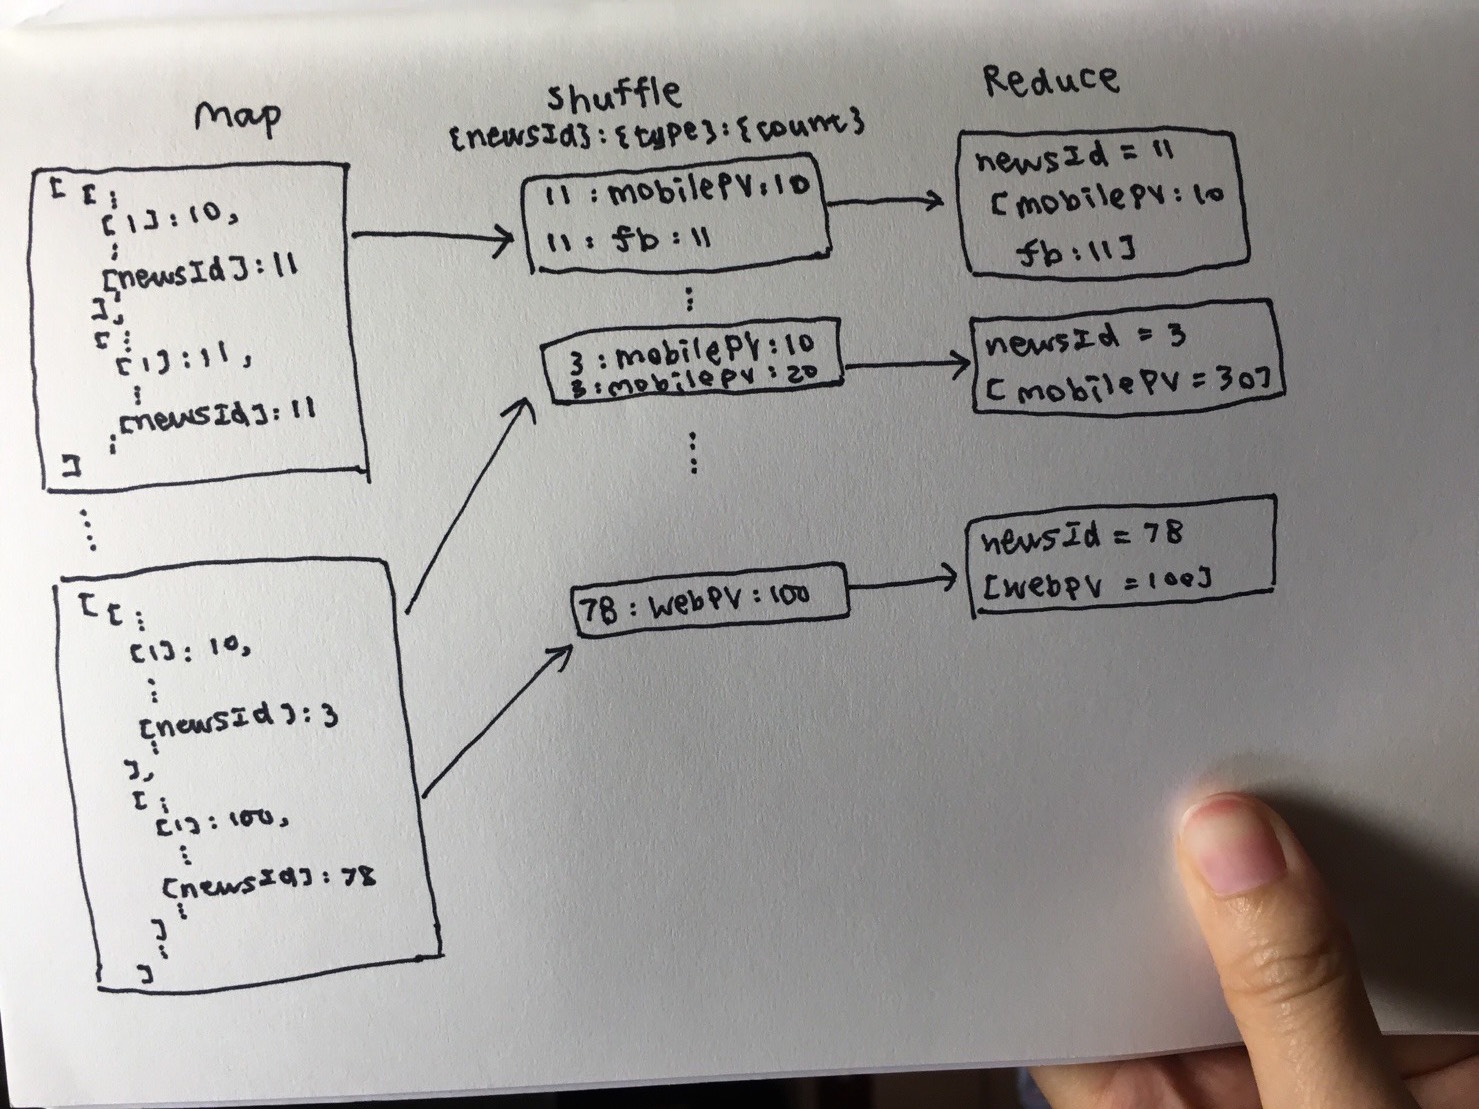 Map
[ [ :
[1]:10,
:
[newsId]:11
],
[ :
[1]:11,
:
[newsId]:11
:
]
:
[ [ :
[1]: 10,
:
[newsId]:3
:
],
[ :
[1]:100,
:
[newsId]:78
:
]
:
]
Shuffle
{newsId}:{type}:{count}
11 : mobilePV:10
11 : fb : 11
:
3 : mobilePV:10
3:mobilePV:20
:
78 : WebPV:100
Reduce
newsId = 11
[mobilePV:10
fb:11]
newsId = 3
[mobilePV = 30]
newsId = 78
[WebPV = 100]